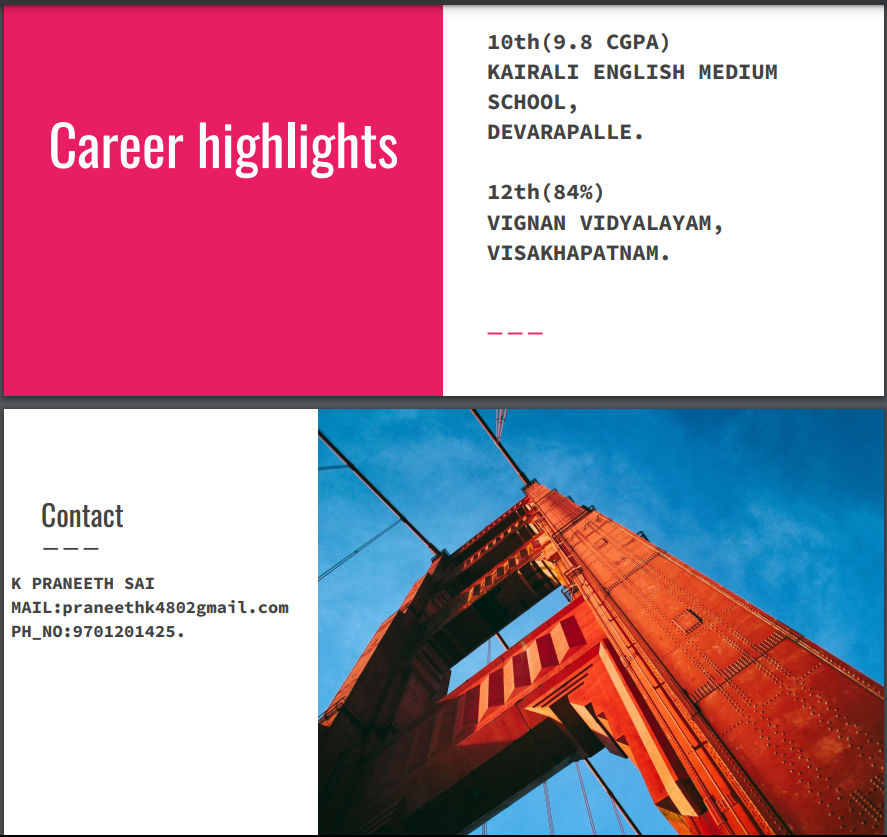 Career highlights
10th(9.8 CGPA)
KAIRALI ENGLISH MEDIUM
SCHOOL,
DEVARAPALLE.
12th(84%)
VIGNAN VIDYALAYAM,
VISAKHAPATNAM.
Contact
K PRANEETH SAI
MAIL:praneethk4802gmail.com
PH_NO:9701201425.